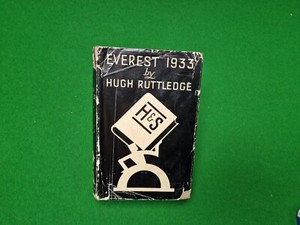 EVEREST 1933
by
HUGH RUTTLEDGE
H&S